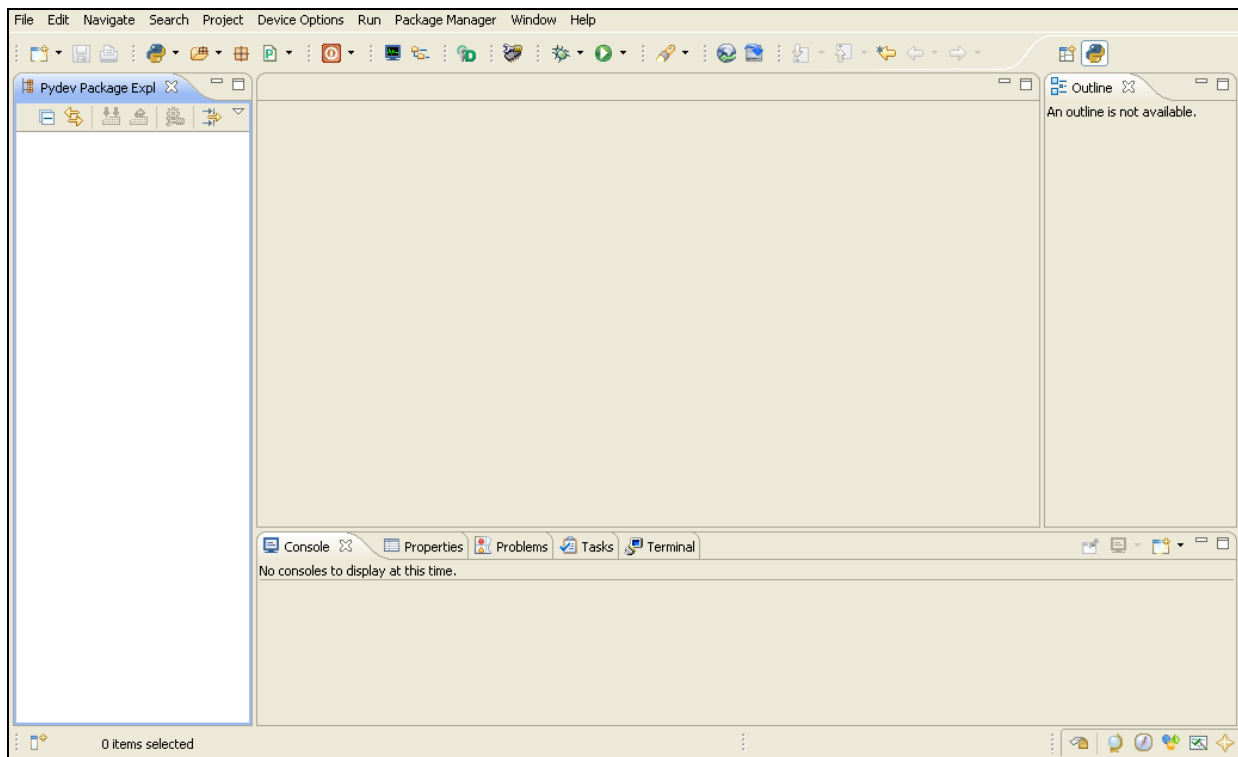 File Edit Navigate Search Project Device Options Run Package Manager Window Help
Pydev Package Expl
Outline
An outline is not available.
Console Properties Problems Tasks Terminal
No consoles to display at this time.
0 items selected